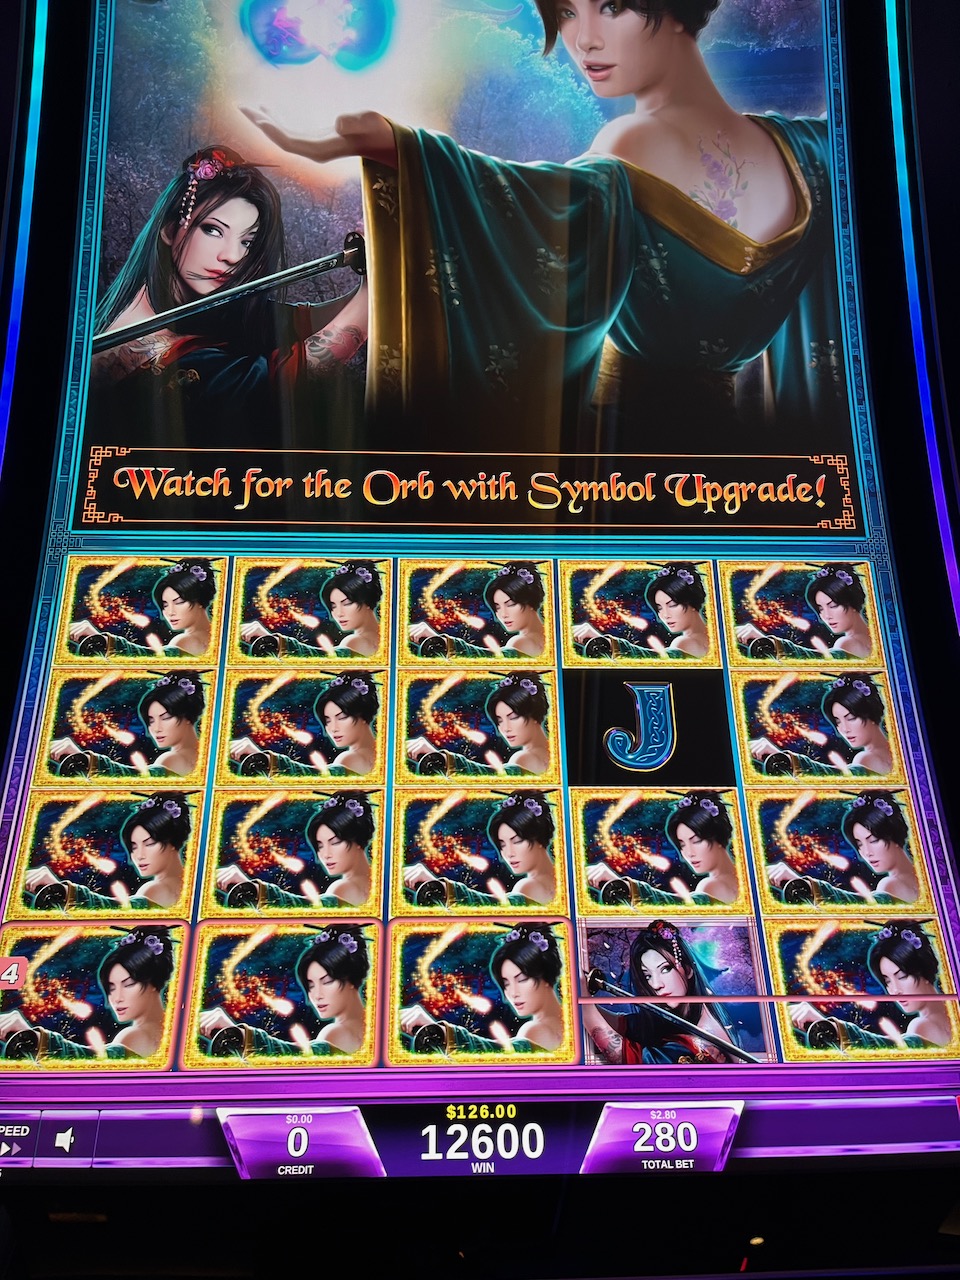 Watch for the Orb with Symbol Upgrade!
J
4
PEED
$0.00
0
CREDIT
$126.00
12600
WIN
$2.80
280
TOTAL BET